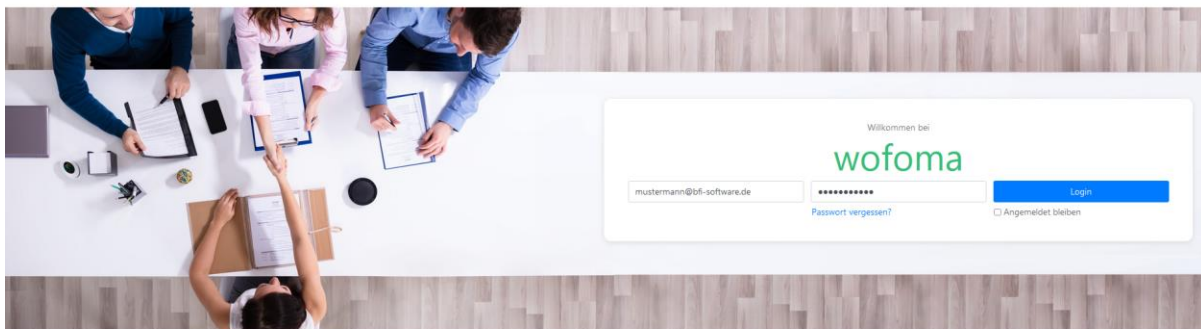 Willkommen bei
wofoma
mustermann@bfi-software.de
•••••••••••
Login
Passwort vergessen?
Angemeldet bleiben